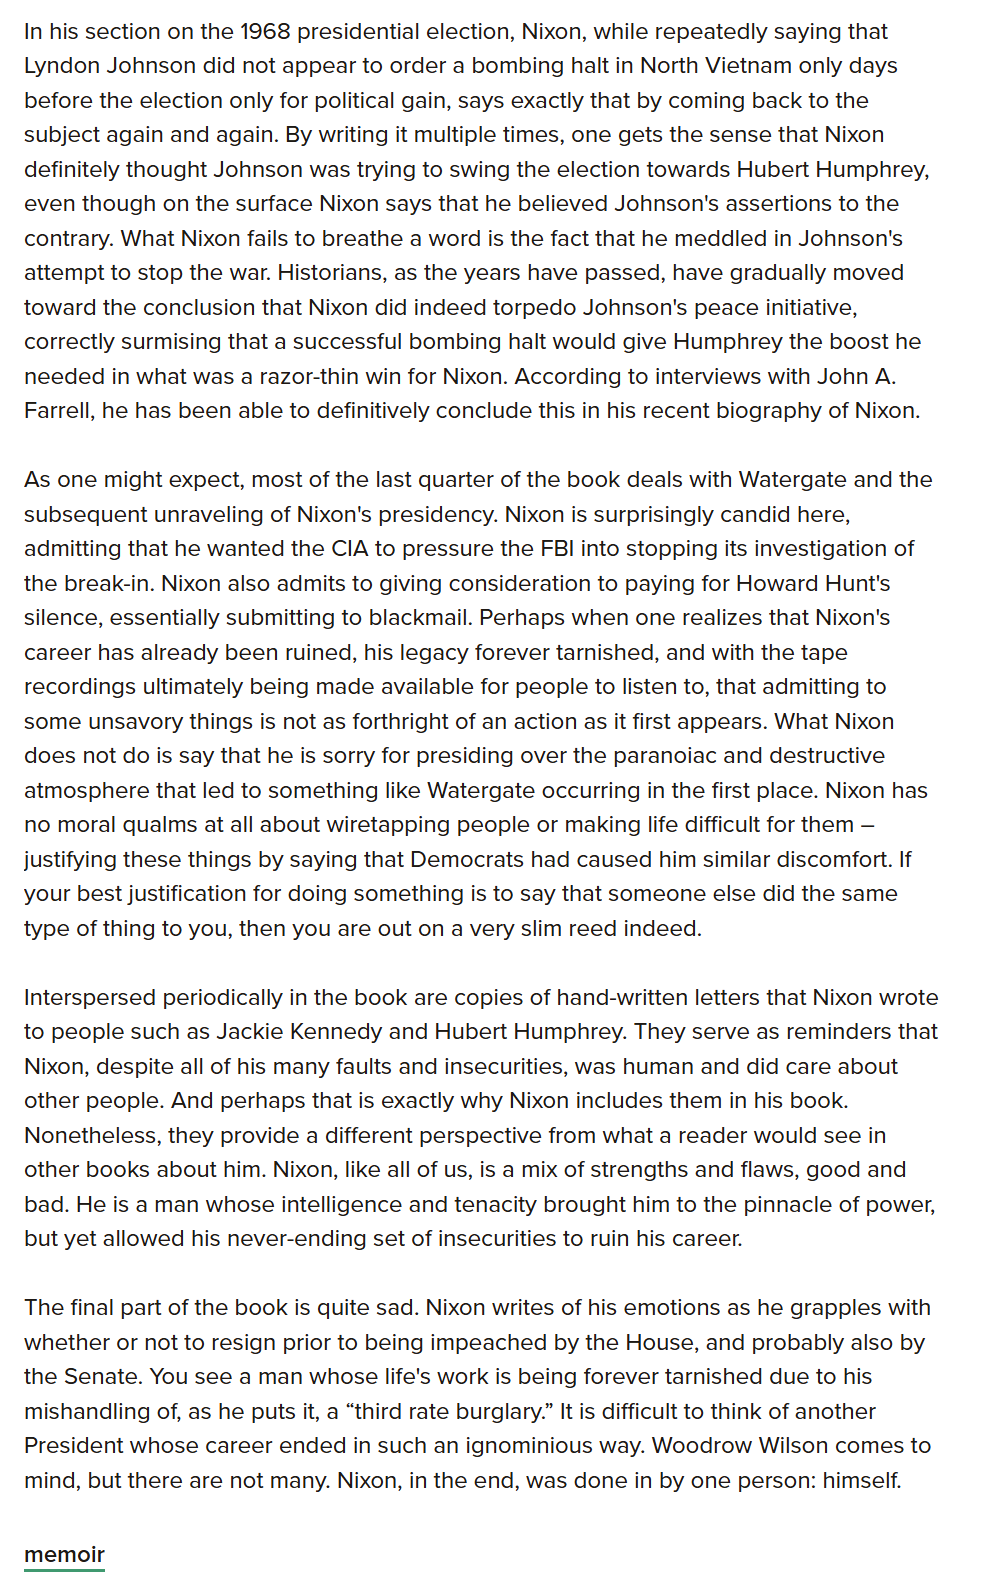 In his section on the 1968 presidential election, Nixon, while repeatedly saying that
Lyndon Johnson did not appear to order a bombing halt in North Vietnam only days
before the election only for political gain, says exactly that by coming back to the
subject again and again. By writing it multiple times, one gets the sense that Nixon
definitely thought Johnson was trying to swing the election towards Hubert Humphrey,
even though on the surface Nixon says that he believed Johnson's assertions to the
contrary. What Nixon fails to breathe a word is the fact that he meddled in Johnson's
attempt to stop the war. Historians, as the years have passed, have gradually moved
toward the conclusion that Nixon did indeed torpedo Johnson's peace initiative,
correctly surmising that a successful bombing halt would give Humphrey the boost he
needed in what was a razor-thin win for Nixon. According to interviews with John A.
Farrell, he has been able to definitively conclude this in his recent biography of Nixon.
As one might expect, most of the last quarter of the book deals with Watergate and the
subsequent unraveling of Nixon's presidency. Nixon is surprisingly candid here,
admitting that he wanted the CIA to pressure the FBI into stopping its investigation of
the break-in. Nixon also admits to giving consideration to paying for Howard Hunt's
silence, essentially submitting to blackmail. Perhaps when one realizes that Nixon's
career has already been ruined, his legacy forever tarnished, and with the tape
recordings ultimately being made available for people to listen to, that admitting to
some unsavory things is not as forthright of an action as it first appears. What Nixon
does not do is say that he is sorry for presiding over the paranoiac and destructive
atmosphere that led to something like Watergate occurring in the first place. Nixon has
no moral qualms at all about wiretapping people or making life difficult for them –
justifying these things by saying that Democrats had caused him similar discomfort. If
your best justification for doing something is to say that someone else did the same
type of thing to you, then you are out on a very slim reed indeed.
Interspersed periodically in the book are copies of hand-written letters that Nixon wrote
to people such as Jackie Kennedy and Hubert Humphrey. They serve as reminders that
Nixon, despite all of his many faults and insecurities, was human and did care about
other people. And perhaps that is exactly why Nixon includes them in his book.
Nonetheless, they provide a different perspective from what a reader would see in
other books about him. Nixon, like all of us, is a mix of strengths and flaws, good and
bad. He is a man whose intelligence and tenacity brought him to the pinnacle of power,
but yet allowed his never-ending set of insecurities to ruin his career.
The final part of the book is quite sad. Nixon writes of his emotions as he grapples with
whether or not to resign prior to being impeached by the House, and probably also by
the Senate. You see a man whose life's work is being forever tarnished due to his
mishandling of, as he puts it, a “third rate burglary.” It is difficult to think of another
President whose career ended in such an ignominious way. Woodrow Wilson comes to
mind, but there are not many. Nixon, in the end, was done in by one person: himself.
memoir